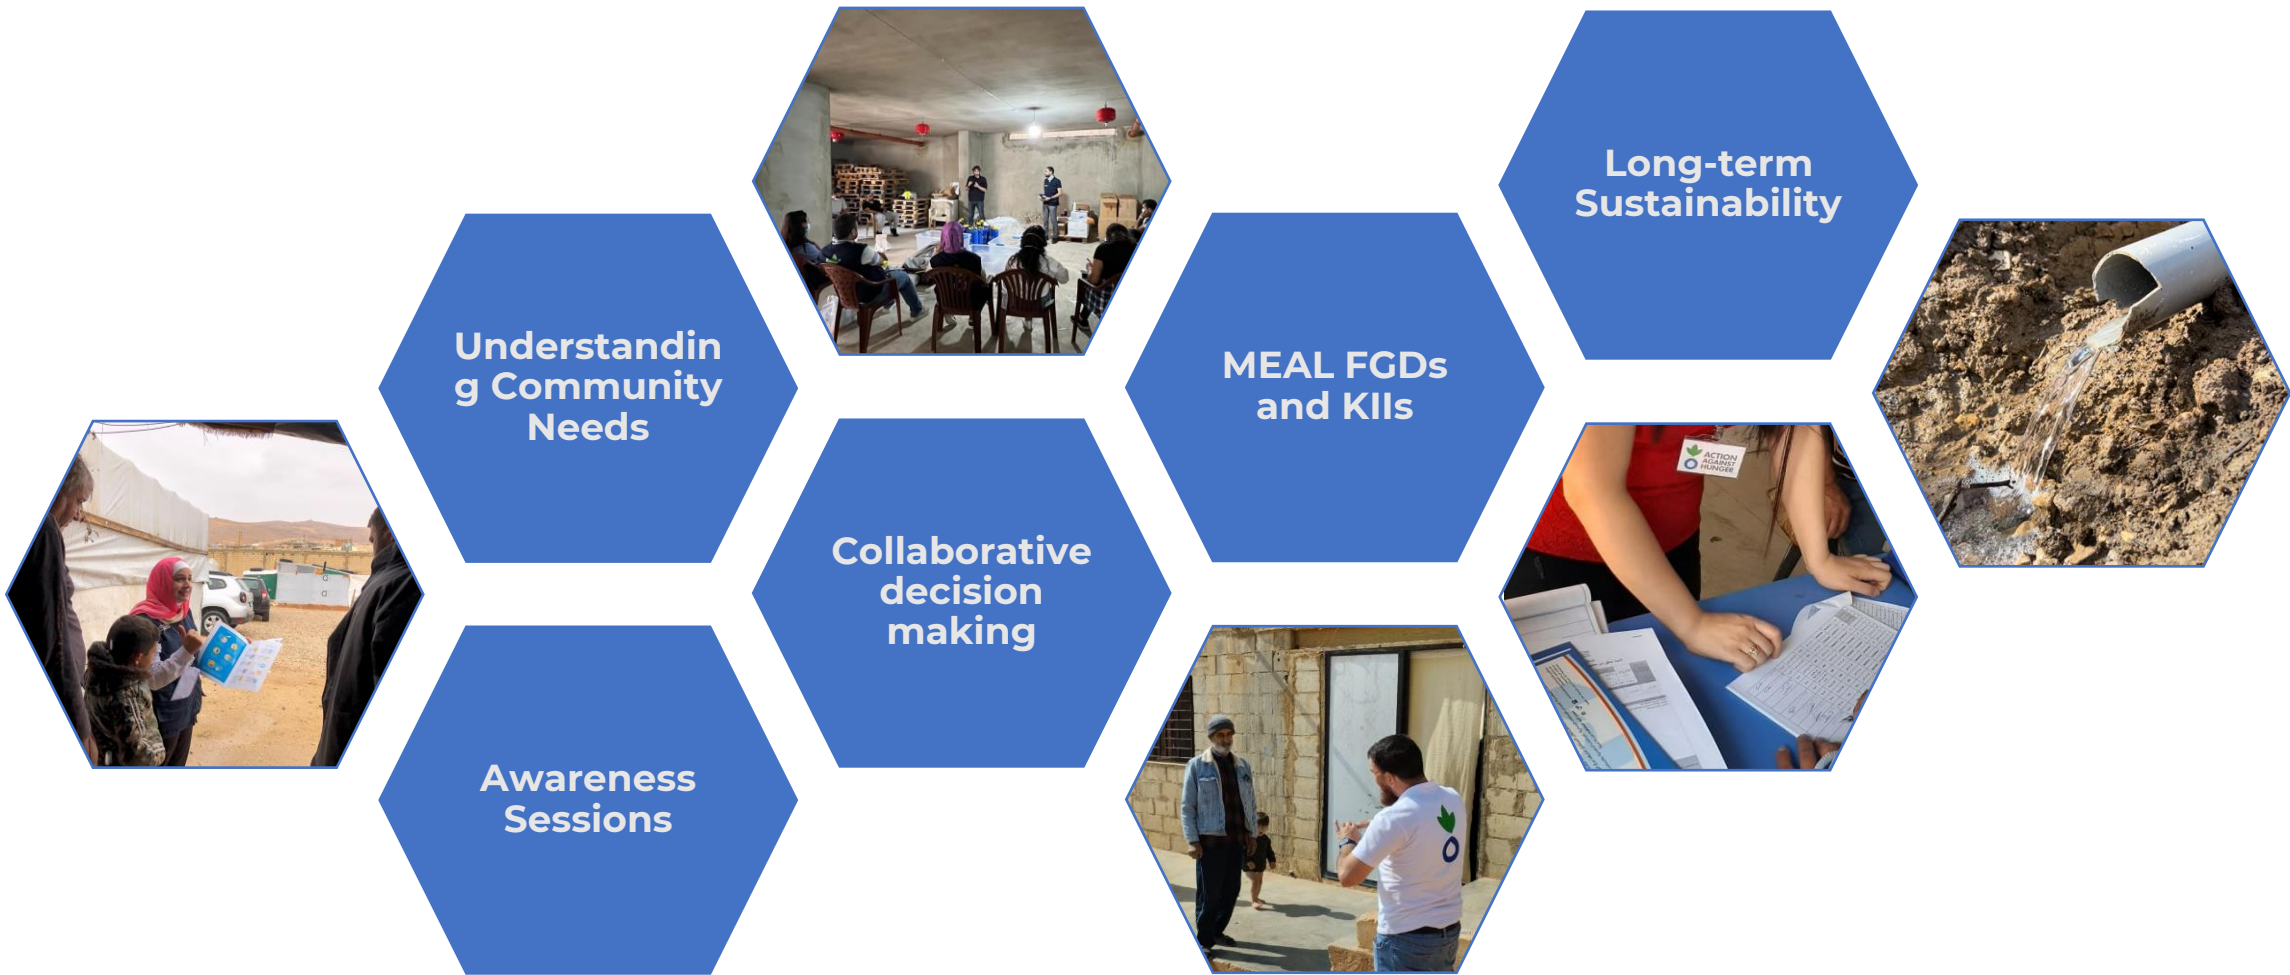 Understandin
g Community
Needs
Awareness
Sessions
Collaborative
decision
making
MEAL FGDs
and KIIs
Long-term
Sustainability
ACTION
AGAINST
HUNGER